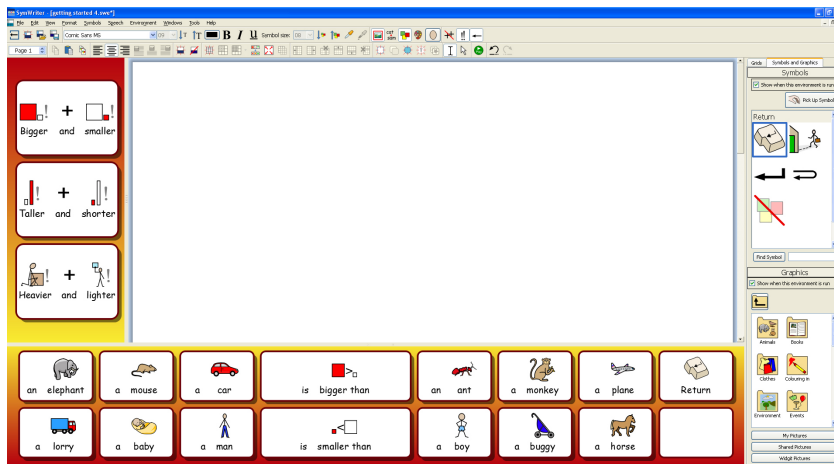 SymWriter - [getting started 4.swe*]
File Edit View Format Symbols Speech Environment Windows Tools Help
Comic Sans MS
Symbol size:
Page 1
Bigger and smaller
Taller and shorter
Heavier and lighter
an elephant
a mouse
a car
is bigger than
an ant
a monkey
a plane
Return
a lorry
a baby
a man
is smaller than
a boy
a buggy
a horse
Grids Symbols and Graphics
Symbols
Show when this environment is run
Pick Up Symbol
Return
Find Symbol
Graphics
Show when this environment is run
Animals Books
Clothes Colouring in
Environment Events
My Pictures
Shared Pictures
Widgit Pictures